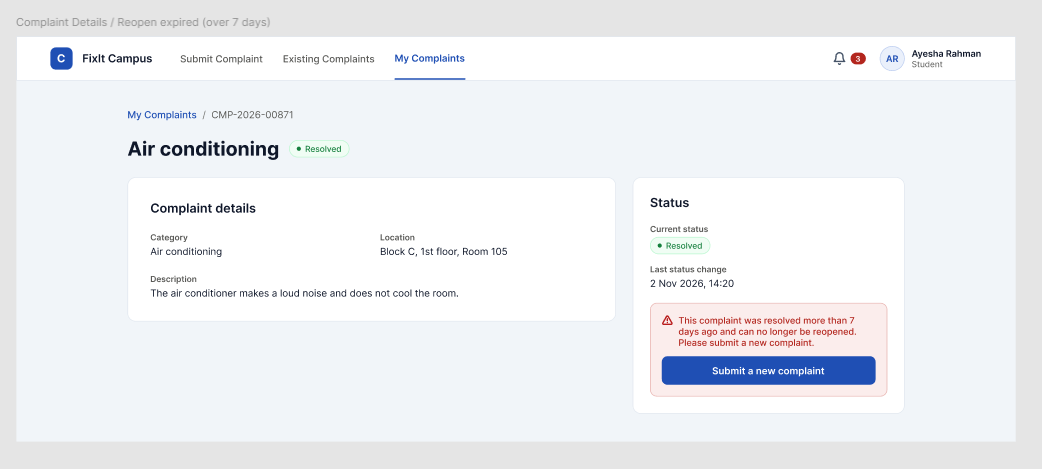 Complaint Details / Reopen expired (over 7 days)
C
FixIt Campus
Submit Complaint
Existing Complaints
My Complaints
3
AR
Ayesha Rahman
Student
My Complaints / CMP-2026-00871
Air conditioning
Resolved
Complaint details
Category
Air conditioning
Location
Block C, 1st floor, Room 105
Description
The air conditioner makes a loud noise and does not cool the room.
Status
Current status
Resolved
Last status change
2 Nov 2026, 14:20
This complaint was resolved more than 7
days ago and can no longer be reopened.
Please submit a new complaint.
Submit a new complaint